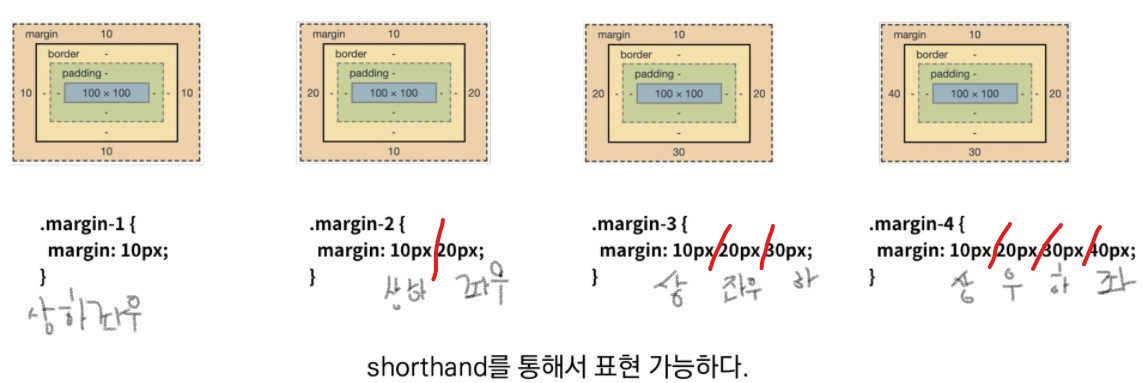 margin 10
border -
padding -
10 - - 100 × 100 - - 10
-
-
10
margin 10
border -
padding -
20 - - 100 × 100 - - 20
-
-
10
margin 10
border -
padding -
20 - - 100 × 100 - - 20
-
-
30
margin 10
border -
padding -
40 - - 100 × 100 - - 20
-
-
30
.margin-1 {
margin: 10px;
}
상하좌우
.margin-2 {
margin: 10px 20px;
}
상하 좌우
.margin-3 {
margin: 10px 20px 30px;
}
상 좌우 하
.margin-4 {
margin: 10px 20px 30px 40px;
}
상 우 하 좌
shorthand를 통해서 표현 가능하다.